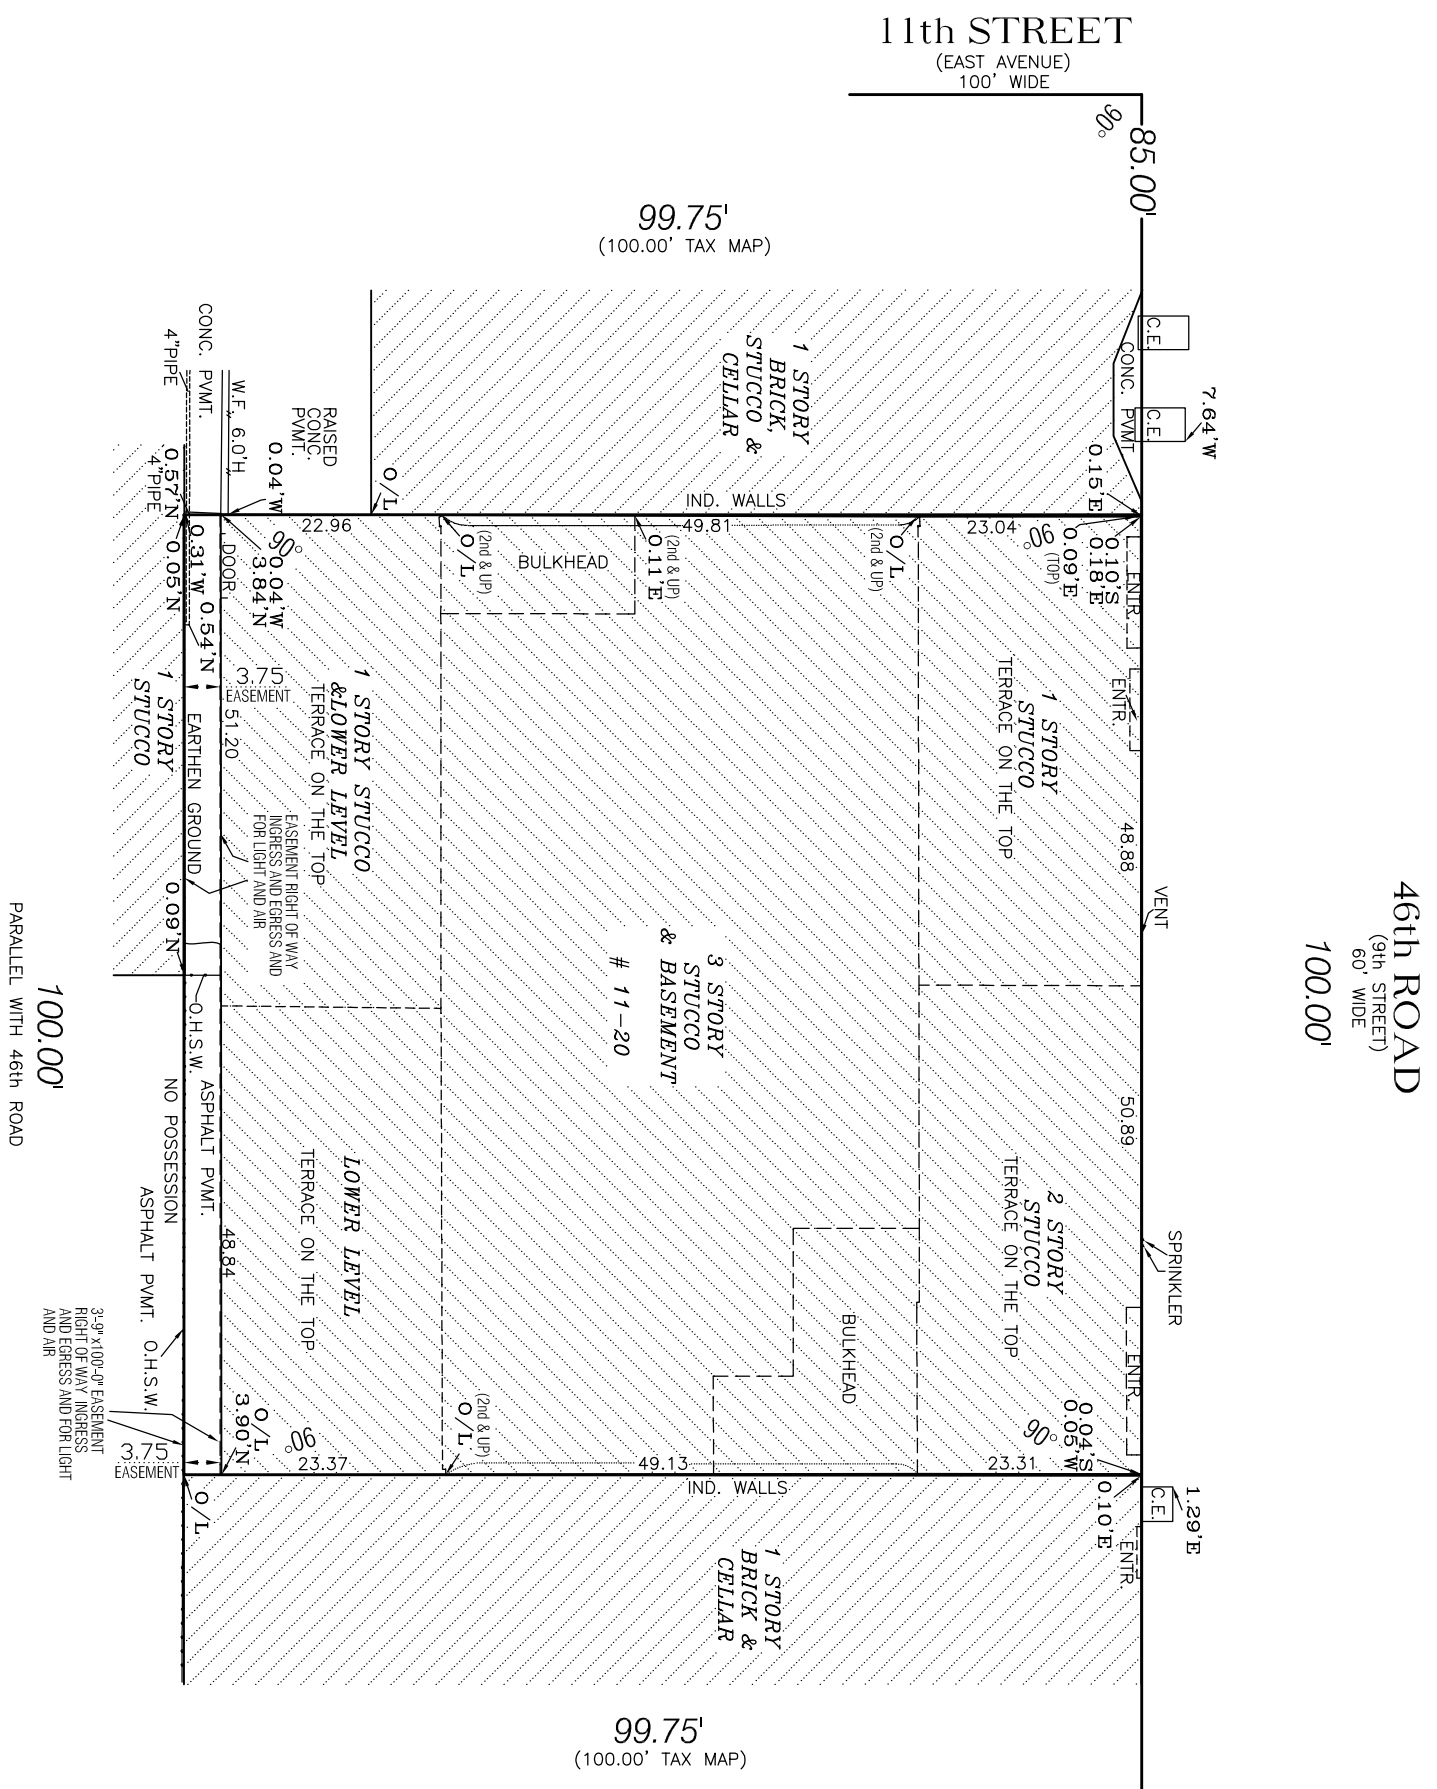 11th STREET
(EAST AVENUE)
100' WIDE
90°
85.00'
46th ROAD
(9th STREET)
60' WIDE
100.00'
99.75'
(100.00' TAX MAP)
C.E.
CONC. PVMT
C.E.
7.64'W
1 STORY
BRICK,
STUCCO &
CELLAR
0.15'E
IND. WALLS
O/L
RAISED
CONC.
PVMT.
0.04'W
W.F., 6.0'H
CONC. PVMT.
4"PIPE
0.57'N
4"PIPE
0.10'S
0.18'E
0.09'E
(TOP)
90°
23.04
ENTR.
ENTR.
O/L
(2nd & UP)
49.81
0.11'E
(2nd & UP)
BULKHEAD
O/L
(2nd & UP)
22.96
90°
0.04'W
3.84'N
DOOR
0.31'W
0.54'N
0.05'N
3.75
EASEMENT
51.20
1 STORY
STUCCO
TERRACE ON THE TOP
48.88
VENT
1 STORY STUCCO
&LOWER LEVEL
TERRACE ON THE TOP
EASEMENT RIGHT OF WAY
INGRESS AND EGRESS AND
FOR LIGHT AND AIR
EARTHEN GROUND
1 STORY
STUCCO
0.09'N
3 STORY
STUCCO
& BASEMENT
# 11-20
50.89
2 STORY
STUCCO
TERRACE ON THE TOP
SPRINKLER
ENTR.
BULKHEAD
LOWER LEVEL
TERRACE ON THE TOP
O.H.S.W.
ASPHALT PVMT.
NO POSSESSION
48.84
ASPHALT PVMT.
O.H.S.W.
3'-9"x100'-0" EASEMENT
RIGHT OF WAY INGRESS
AND EGRESS AND FOR LIGHT
AND AIR
0.04'S
0.05'W
90°
23.31
49.13
(2nd & UP)
O/L
23.37
90°
O/L
3.90'N
3.75
EASEMENT
O/L
IND. WALLS
0.10'E
C.E.
1.29'E
ENTR.
1 STORY
BRICK &
CELLAR
100.00'
PARALLEL WITH 46th ROAD
99.75'
(100.00' TAX MAP)